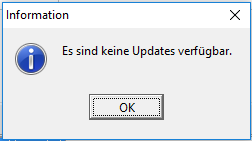 Information
Es sind keine Updates verfügbar.
OK